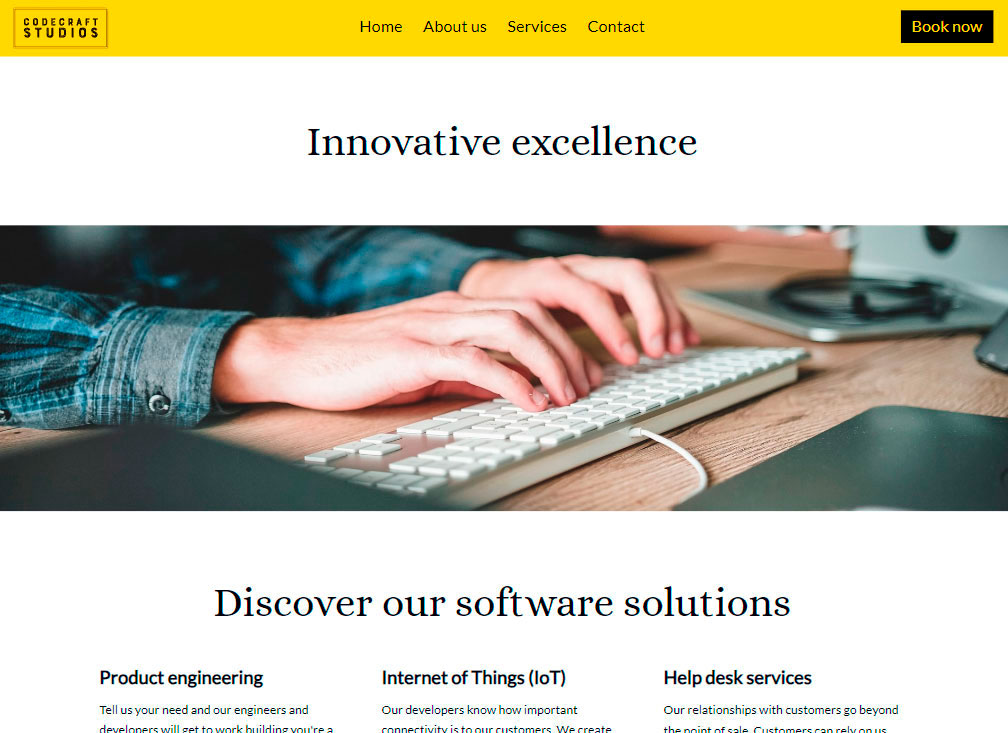 CODECRAFT
STUDIOS
Home About us Services Contact
Book now
Innovative excellence
Discover our software solutions
Product engineering
Internet of Things (IoT)
Help desk services
Tell us your need and our engineers and
developers will get to work building you're a
Our developers know how important
connectivity is to our customers. We create
Our relationships with customers go beyond
the point of sale. Customers can rely on us